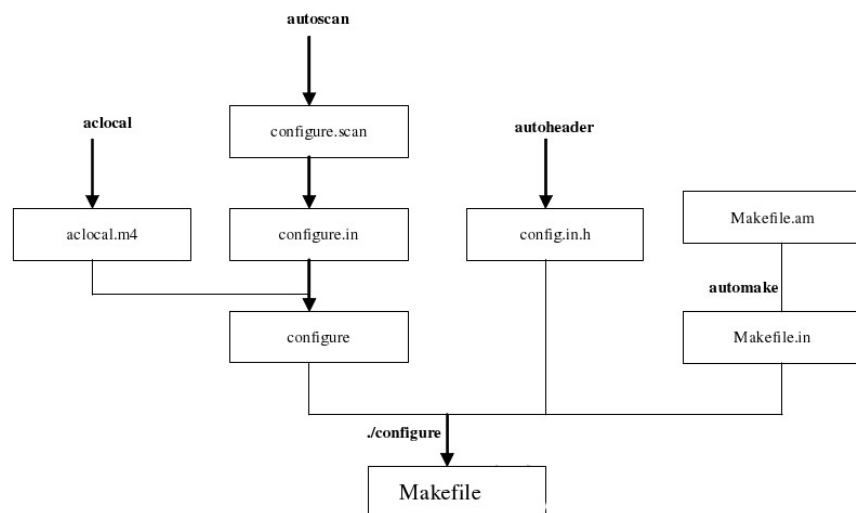 autoscan
aclocal
configure.scan
autoheader
aclocal.m4
configure.in
config.in.h
Makefile.am
automake
configure
Makefile.in
./configure
Makefile